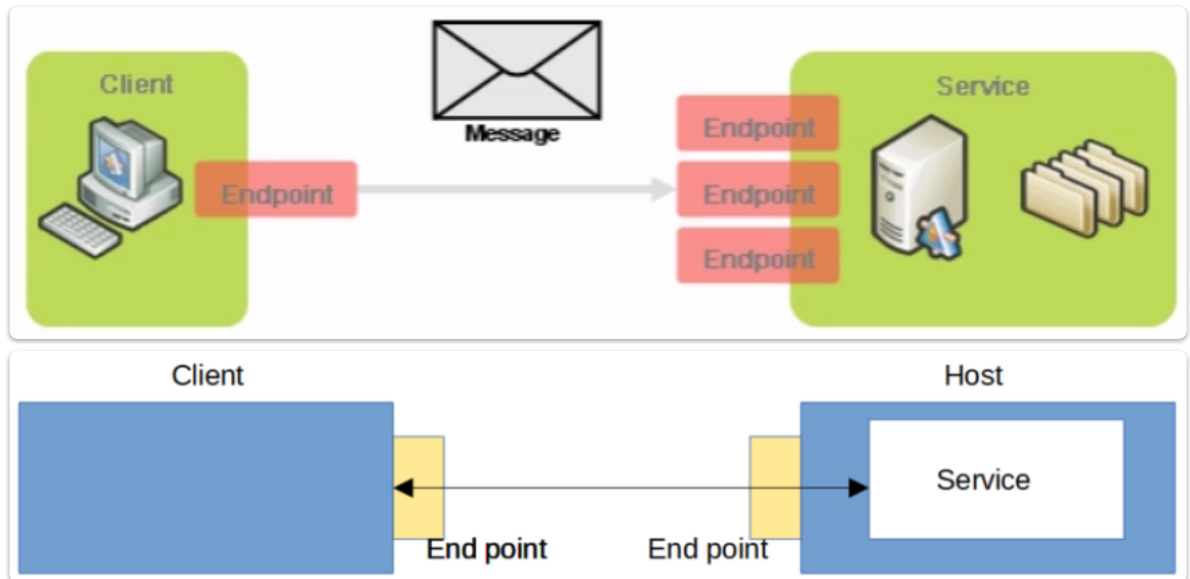 Client
Service
Message
Endpoint
Endpoint
Endpoint
Endpoint
Client
Host
Service
End point
End point